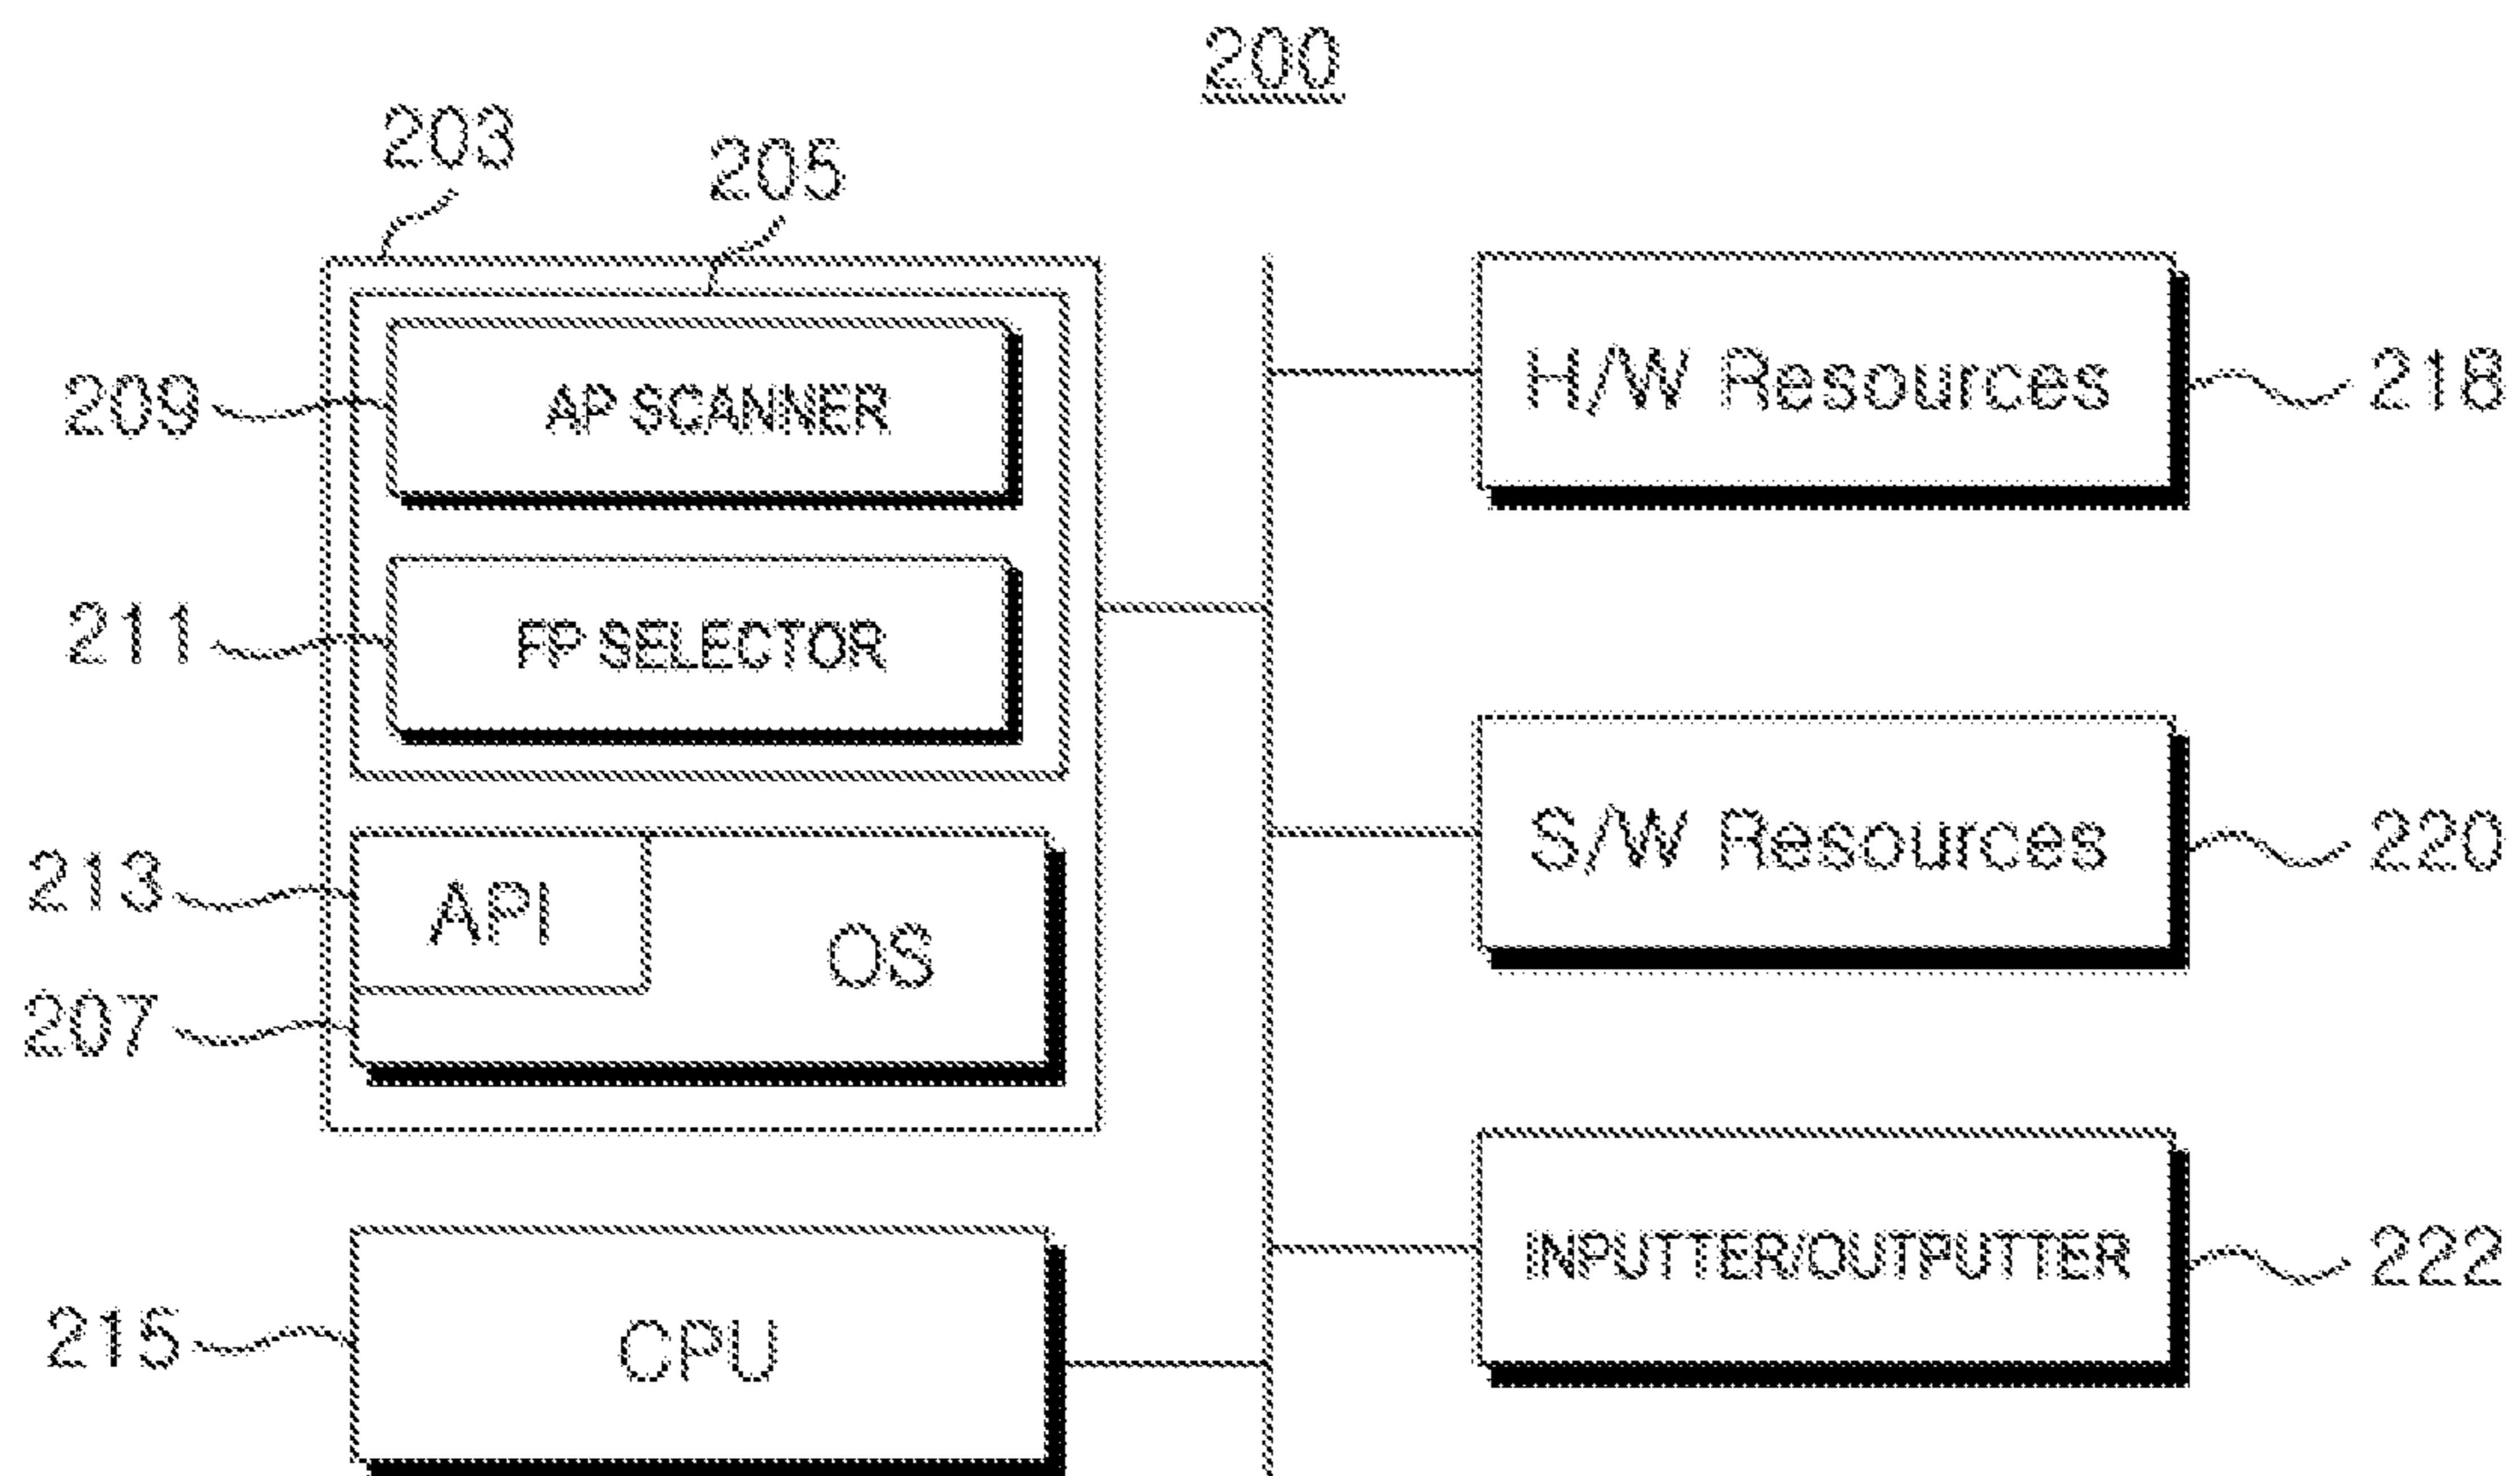 200
203
205
209
AP SCANNER
H/W Resources
218
211
FP SELECTOR
213
API
OS
S/W Resources
220
207
215
CPU
INPUTTER/OUTPUTTER
222